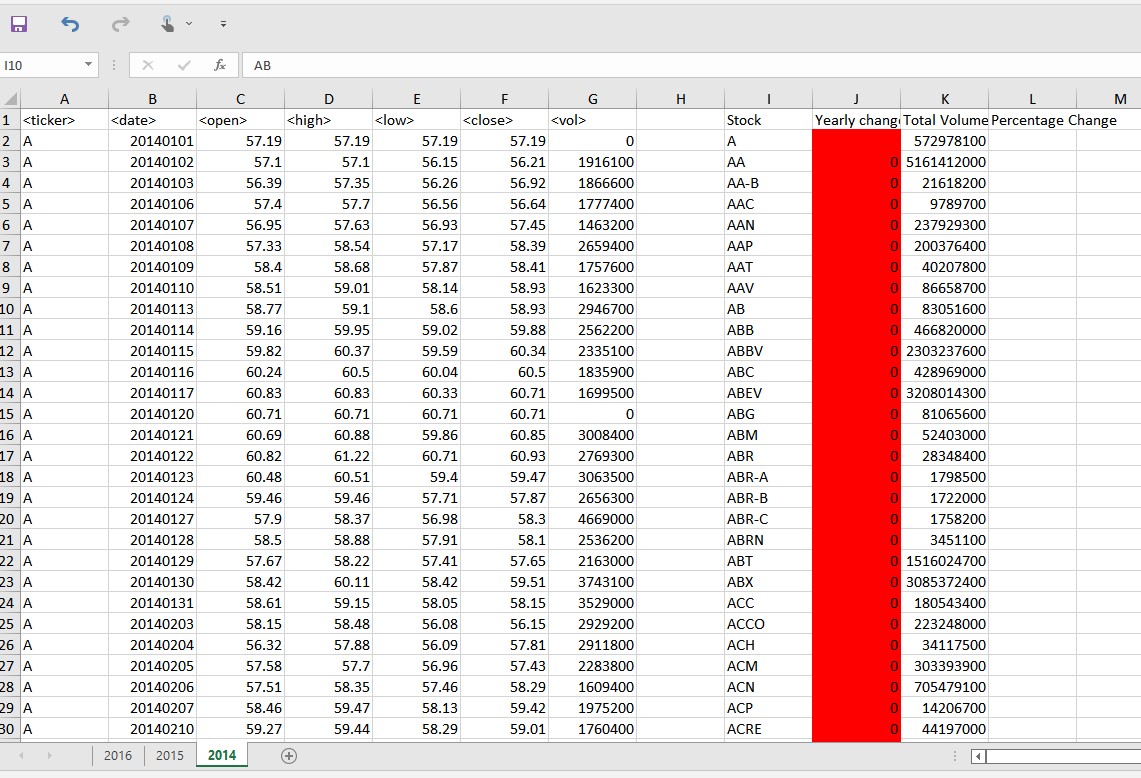 I10 fx AB
A B C D E F G H I J K L M
1 <ticker> <date> <open> <high> <low> <close> <vol> Stock Yearly chang Total Volume Percentage Change
2 A 20140101 57.19 57.19 57.19 57.19 0 A 572978100
3 A 20140102 57.1 57.1 56.15 56.21 1916100 AA 0 5161412000
4 A 20140103 56.39 57.35 56.26 56.92 1866600 AA-B 0 21618200
5 A 20140106 57.4 57.7 56.56 56.64 1777400 AAC 0 9789700
6 A 20140107 56.95 57.63 56.93 57.45 1463200 AAN 0 237929300
7 A 20140108 57.33 58.54 57.17 58.39 2659400 AAP 0 200376400
8 A 20140109 58.4 58.68 57.87 58.41 1757600 AAT 0 40207800
9 A 20140110 58.51 59.01 58.14 58.93 1623300 AAV 0 86658700
10 A 20140113 58.77 59.1 58.6 58.93 2946700 AB 0 83051600
11 A 20140114 59.16 59.95 59.02 59.88 2562200 ABB 0 466820000
12 A 20140115 59.82 60.37 59.59 60.34 2335100 ABBV 0 2303237600
13 A 20140116 60.24 60.5 60.04 60.5 1835900 ABC 0 428969000
14 A 20140117 60.83 60.83 60.33 60.71 1699500 ABEV 0 3208014300
15 A 20140120 60.71 60.71 60.71 60.71 0 ABG 0 81065600
16 A 20140121 60.69 60.88 59.86 60.85 3008400 ABM 0 52403000
17 A 20140122 60.82 61.22 60.71 60.93 2769300 ABR 0 28348400
18 A 20140123 60.48 60.51 59.4 59.47 3063500 ABR-A 0 1798500
19 A 20140124 59.46 59.46 57.71 57.87 2656300 ABR-B 0 1722000
20 A 20140127 57.9 58.37 56.98 58.3 4669000 ABR-C 0 1758200
21 A 20140128 58.5 58.88 57.91 58.1 2536200 ABRN 0 3451100
22 A 20140129 57.67 58.22 57.41 57.65 2163000 ABT 0 1516024700
23 A 20140130 58.42 60.11 58.42 59.51 3743100 ABX 0 3085372400
24 A 20140131 58.61 59.15 58.05 58.15 3529000 ACC 0 180543400
25 A 20140203 58.15 58.48 56.08 56.15 2929200 ACCO 0 223248000
26 A 20140204 56.32 57.88 56.09 57.81 2911800 ACH 0 34117500
27 A 20140205 57.58 57.7 56.96 57.43 2283800 ACM 0 303393900
28 A 20140206 57.51 58.35 57.46 58.29 1609400 ACN 0 705479100
29 A 20140207 58.46 59.47 58.13 59.42 1975200 ACP 0 14206700
30 A 20140210 59.27 59.44 58.29 59.01 1760400 ACRE 0 44197000
2016 2015 2014